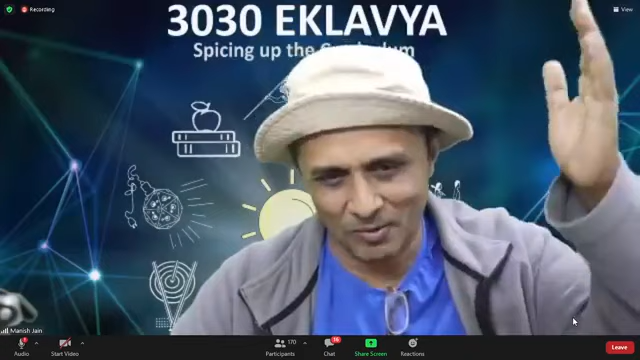 Recording
View
3030 EKLAVYA
Spicing up the
Manish Jain
Audio
Start Video
170
Participants
Chat
Share Screen
Reactions
Leave